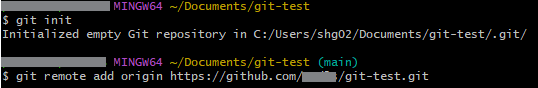 MINGW64 ~/Documents/git-test
$ git init
Initialized empty Git repository in C:/Users/shg02/Documents/git-test/.git/
MINGW64 ~/Documents/git-test (main)
$ git remote add origin https://github.com/ /git-test.git